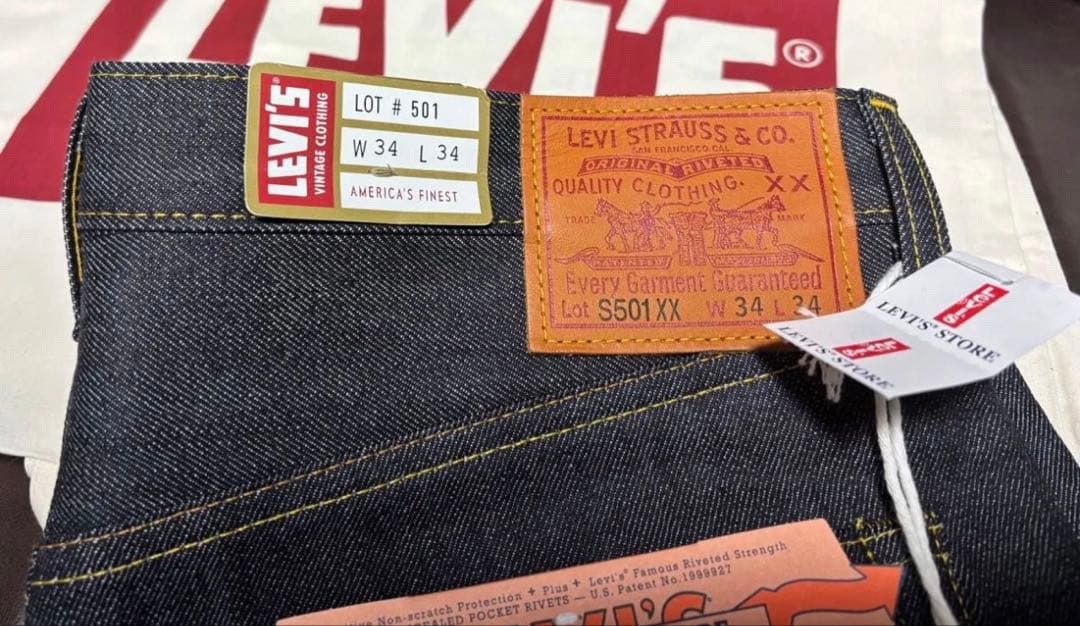 LEVI'S®
LEVI'S
VINTAGE CLOTHING
LOT # 501
W 34 L 34
AMERICA'S FINEST
LEVI STRAUSS & CO.
SAN FRANCISCO. CAL.
ORIGINAL RIVETED
QUALITY CLOTHING. XX
TRADE MARK
Every Garment Guaranteed
Lot S501XX W 34 L 34
LEVI'S
LEVI'S® STORE
LEVI'S
LEVI'S® STORE
Non-scratch Protection + Plus + Levi's® Famous Riveted Strength
POCKET RIVETS — U.S. Patent No. 1999927
LEVI'S